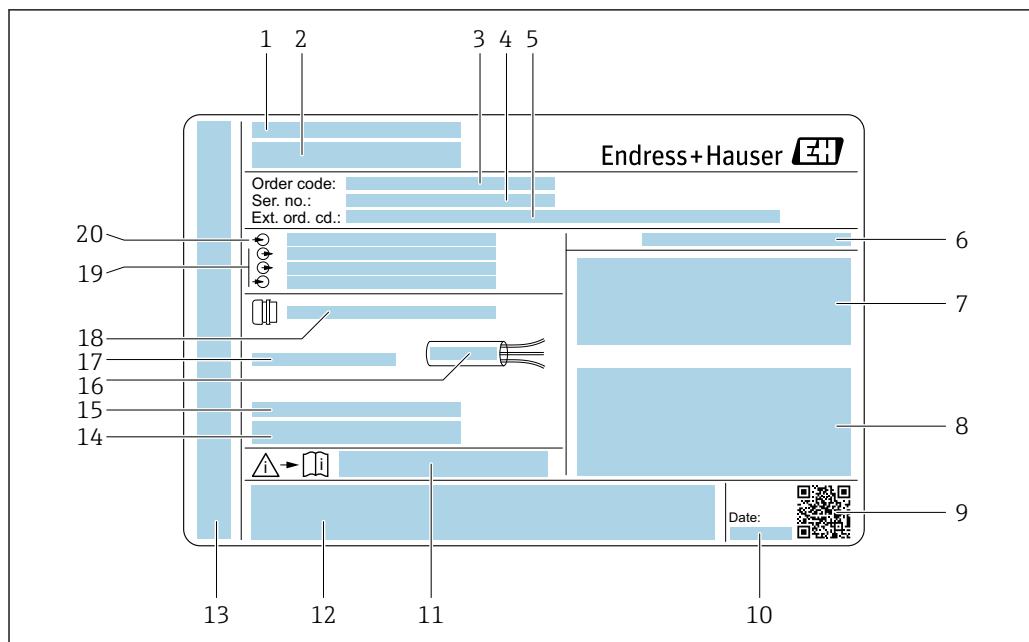 1 2 3 4 5
Endress+Hauser EH
Order code:
Ser. no.:
Ext. ord. cd.:
20
6
19
7
i i
18
17
16
15
14
8
Date:
9
13 12 11 10